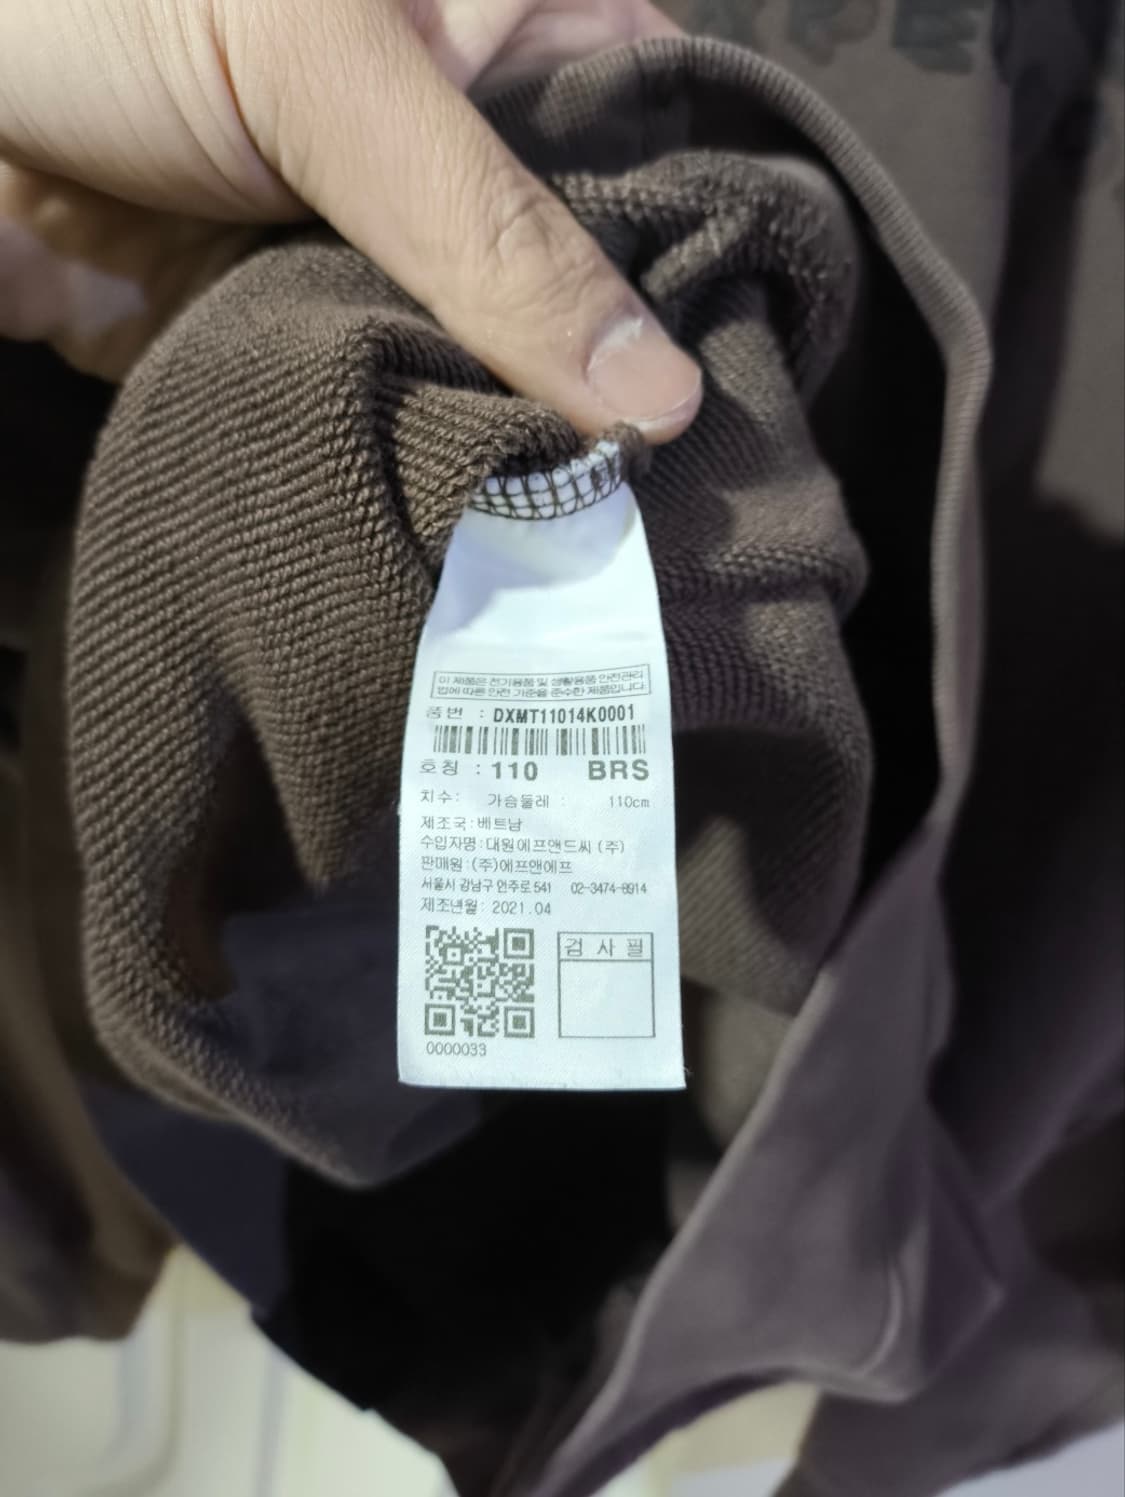 이 제품은 전기용품 및 생활용품 안전관리
법에 따른 안전 기준을 준수한 제품입니다
품번 : DXMT11014K0001
호칭 : 110 BRS
치수: 가슴둘레 : 110cm
제조국:베트남
수입자명:대원에프앤드씨 (주)
판매원:(주)에프앤에프
서울시 강남구 언주로 541 02-3474-8914
제조년월: 2021.04
검 사 필
0000033